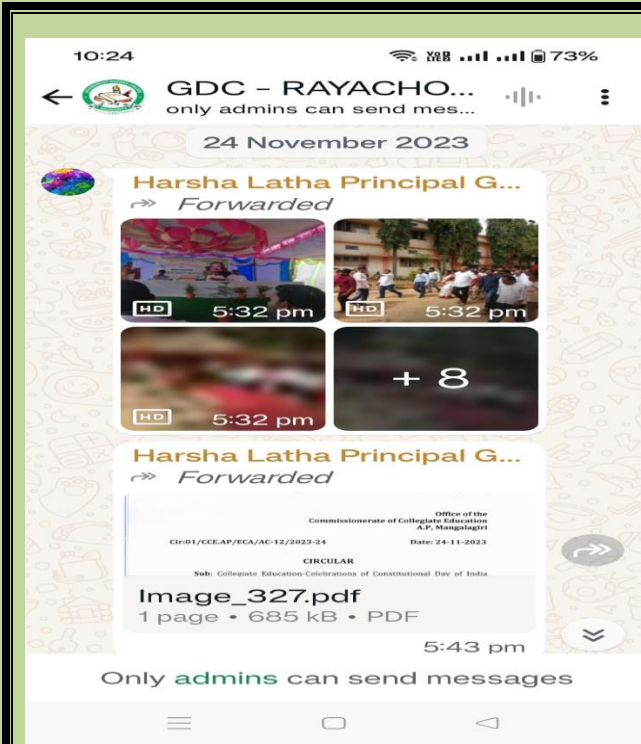 10:24 73%
GDC – RAYACHO...
only admins can send mes...
24 November 2023
Harsha Latha Principal G...
Forwarded
HD 5:32 pm HD 5:32 pm
HD 5:32 pm + 8
Harsha Latha Principal G...
Forwarded
Office of the
Commissionerate of Collegiate Education
A.P, Mangalagiri
Cir:01/CCE.AP/ECA/AC-12/2023-24 Date: 24-11-2023
CIRCULAR
Sub: Collegiate Education-Celebrations of Constitutional Day of India
Image_327.pdf
1 page • 685 kB • PDF
5:43 pm
Only admins can send messages